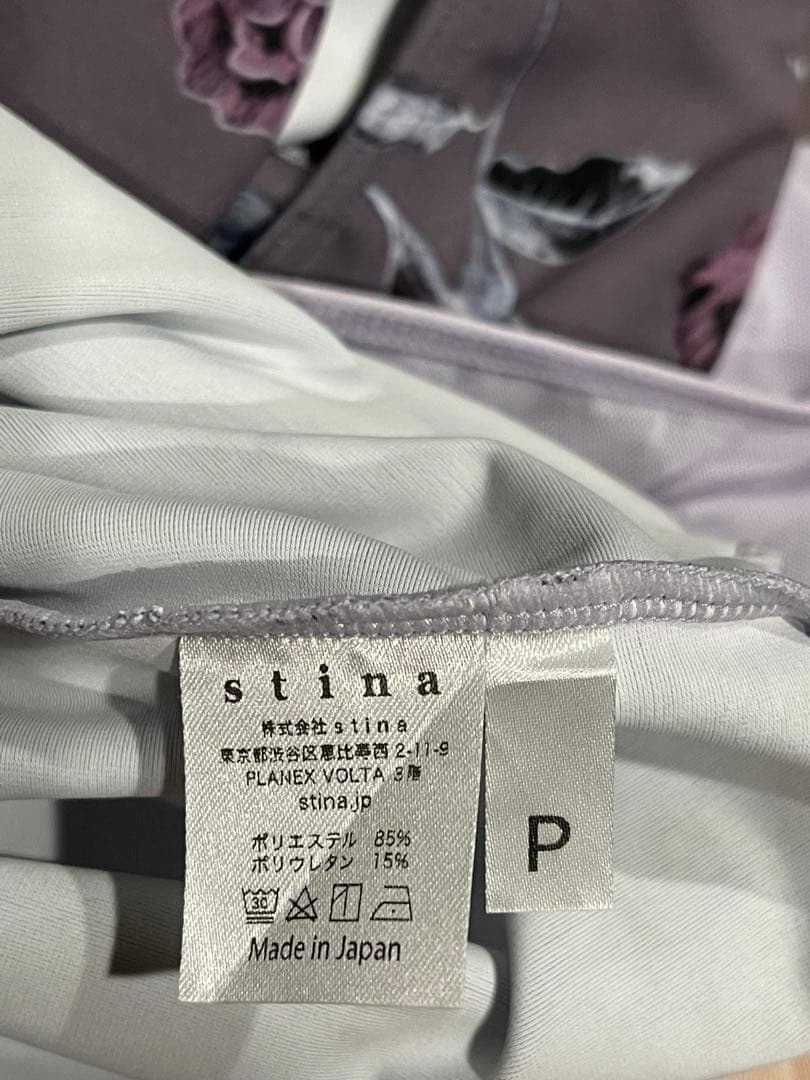 stina
株式会社stina
東京都渋谷区恵比寿西 2-11-9
PLANEX VOLTA 3階
stina.jp
ポリエステル 85%
ポリウレタン 15%
30
Made in Japan
P